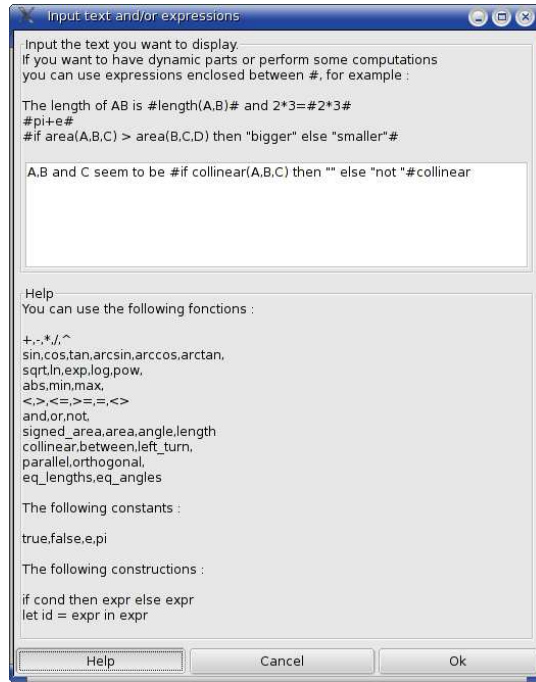 Input text and/or expressions
Input the text you want to display.
If you want to have dynamic parts or perform some computations
you can use expressions enclosed between #, for example :
The length of AB is #length(A,B)# and 2*3=#2*3#
#pi+e#
#if area(A,B,C) > area(B,C,D) then "bigger" else "smaller"#
A,B and C seem to be #if collinear(A,B,C) then "" else "not "#collinear
Help
You can use the following fonctions :
+,-,*,/,^
sin,cos,tan,arcsin,arccos,arctan,
sqrt,ln,exp,log,pow,
abs,min,max,
<,>,<=,>=,=,<>
and,or,not,
signed_area,area,angle,length
collinear,between,left_turn,
parallel,orthogonal,
eq_lengths,eq_angles
The following constants :
true,false,e,pi
The following constructions :
if cond then expr else expr
let id = expr in expr
Help Cancel Ok